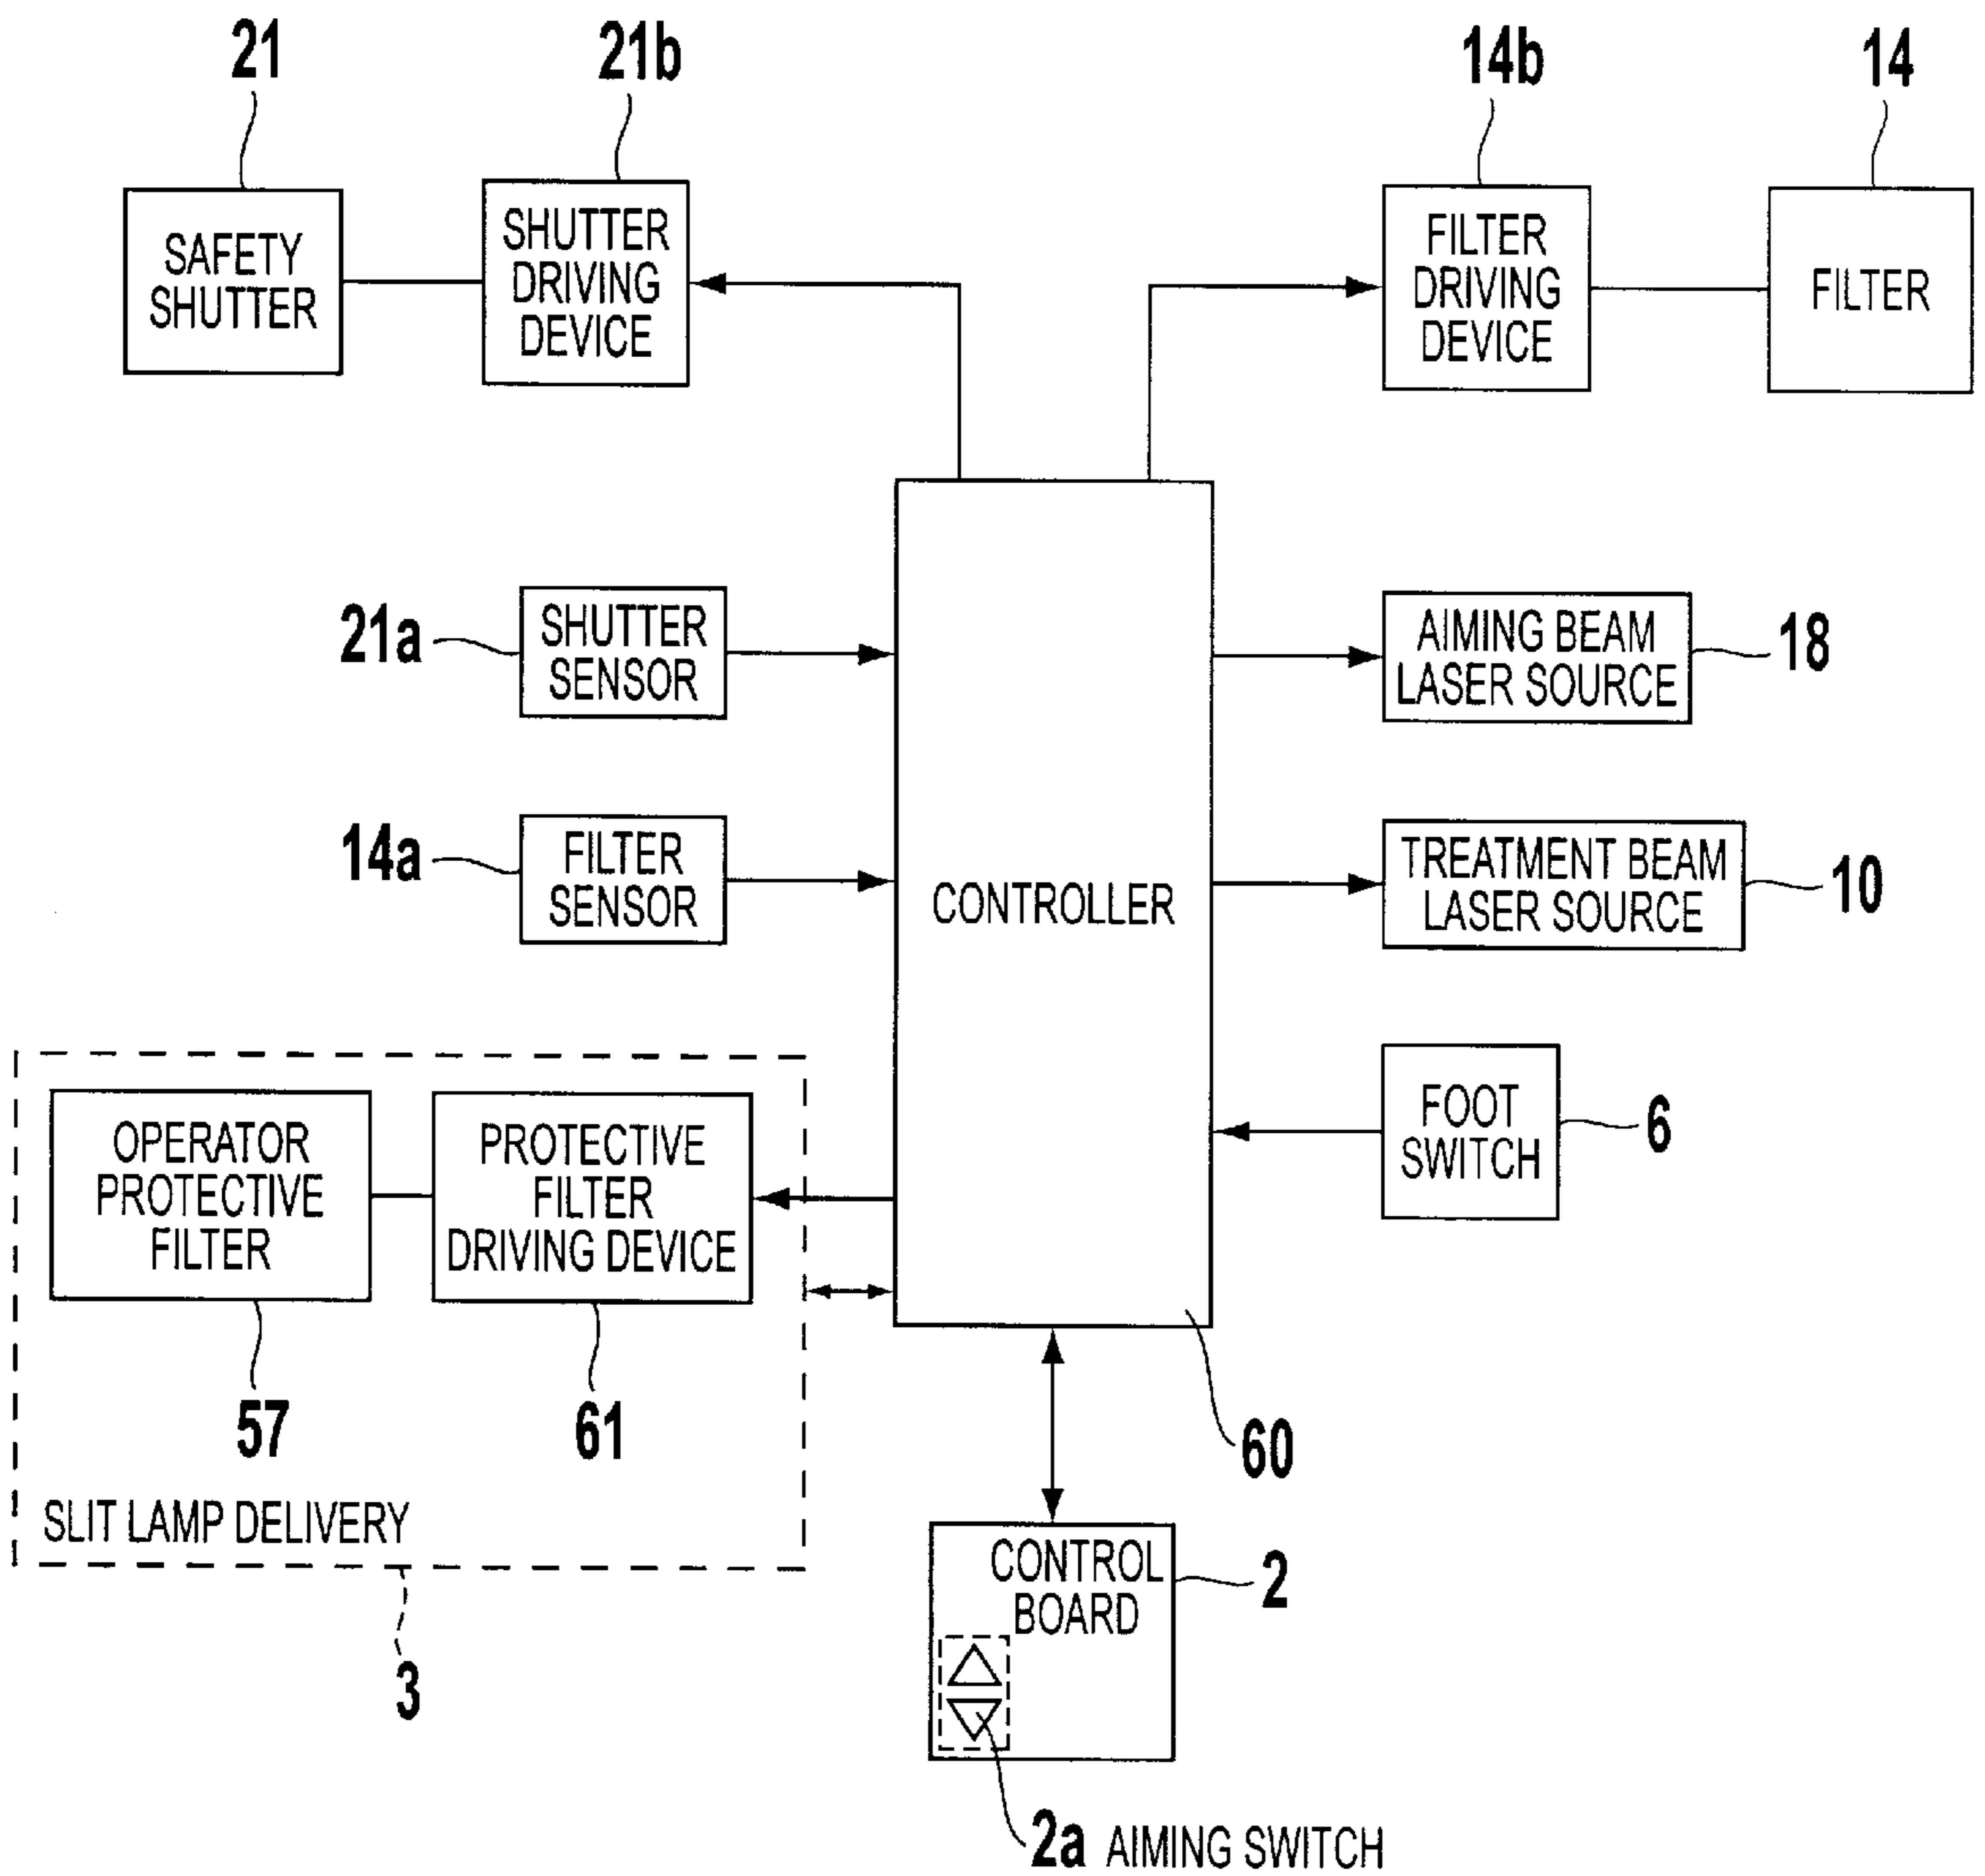 21
21b
14b
14
SAFETY
SHUTTER
SHUTTER
DRIVING
DEVICE
FILTER
DRIVING
DEVICE
FILTER
21a
SHUTTER
SENSOR
AIMING BEAM
LASER SOURCE
18
14a
FILTER
SENSOR
CONTROLLER
TREATMENT BEAM
LASER SOURCE
10
OPERATOR
PROTECTIVE
FILTER
PROTECTIVE
FILTER
DRIVING DEVICE
FOOT
SWITCH
6
57
61
60
SLIT LAMP DELIVERY
3
CONTROL
BOARD
2
2a AIMING SWITCH